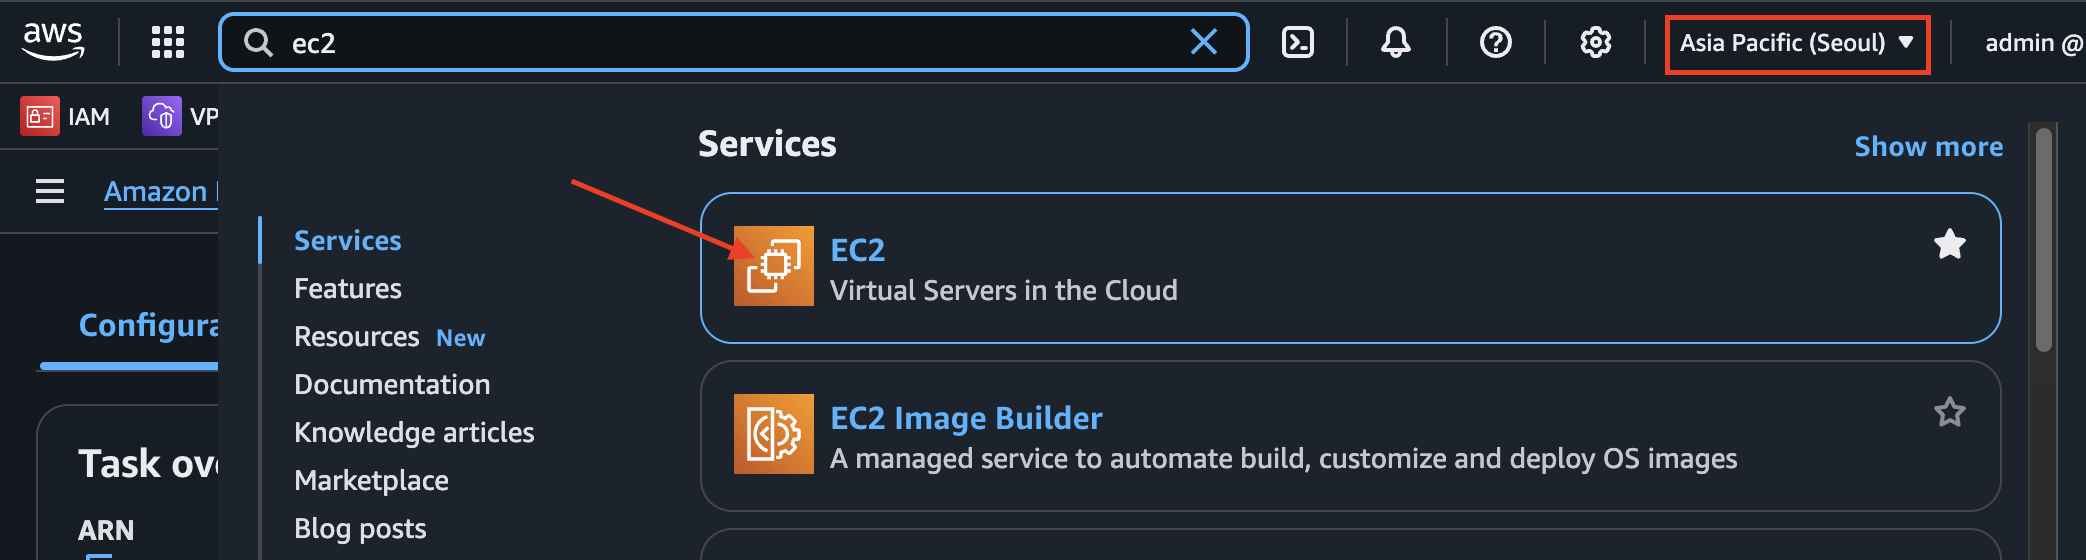 aws
ec2
Asia Pacific (Seoul)
admin @
IAM
VP
Amazon
Services
Features
Resources New
Documentation
Knowledge articles
Marketplace
Blog posts
Services
Show more
EC2
Virtual Servers in the Cloud
EC2 Image Builder
A managed service to automate build, customize and deploy OS images
Configura
Task ov
ARN